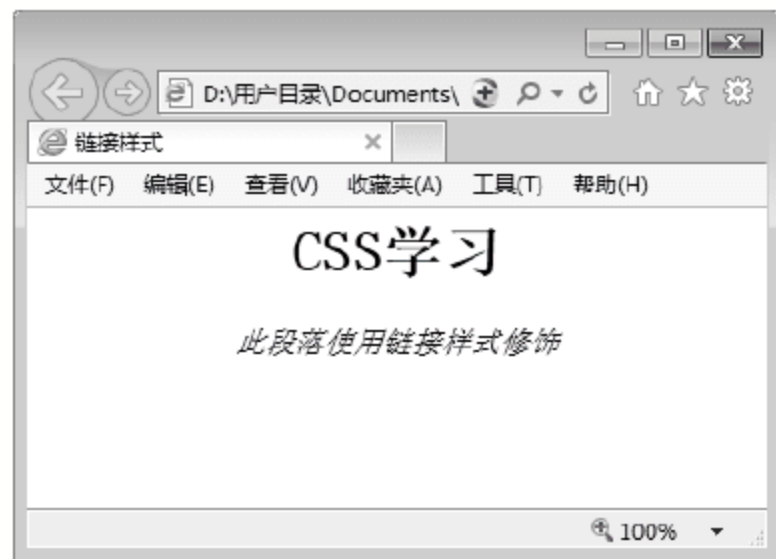 D:\用户目录\Documents\
链接样式
文件(F) 编辑(E) 查看(V) 收藏夹(A) 工具(T) 帮助(H)
CSS学习
此段落使用链接样式修饰
100%